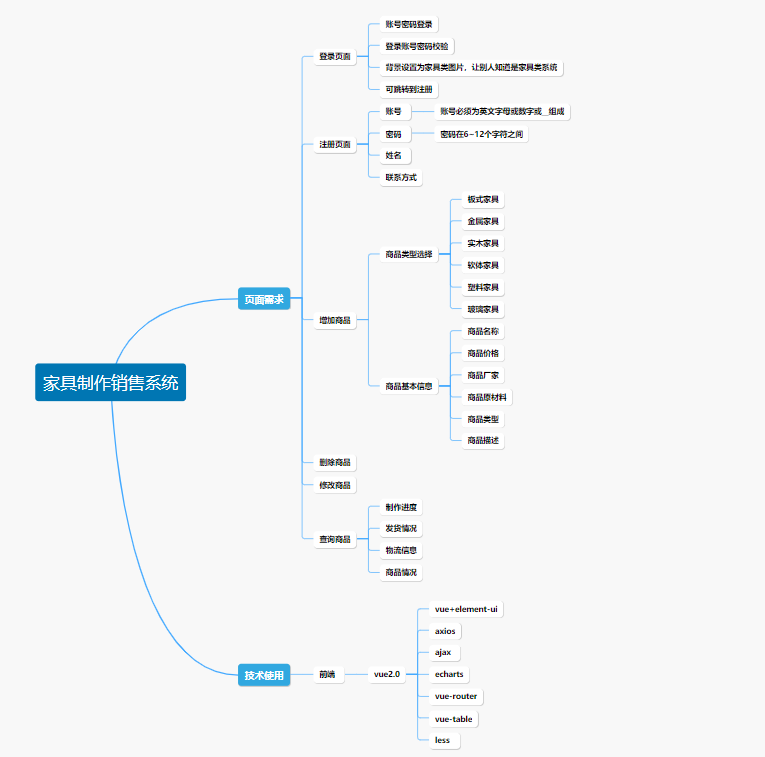 家具制作销售系统
页面需求
登录页面
账号密码登录
登录账号密码校验
背景设置为家具类图片，让别人知道是家具类系统
可跳转到注册
注册页面
账号
账号必须为英文字母或数字或_组成
密码
密码在6-12个字符之间
姓名
联系方式
增加商品
商品类型选择
板式家具
金属家具
实木家具
软体家具
塑料家具
玻璃家具
商品基本信息
商品名称
商品价格
商品厂家
商品原材料
商品类型
商品描述
删除商品
修改商品
查询商品
制作进度
发货情况
物流信息
商品情况
技术使用
前端
vue2.0
vue+element-ui
axios
ajax
echarts
vue-router
vue-table
less